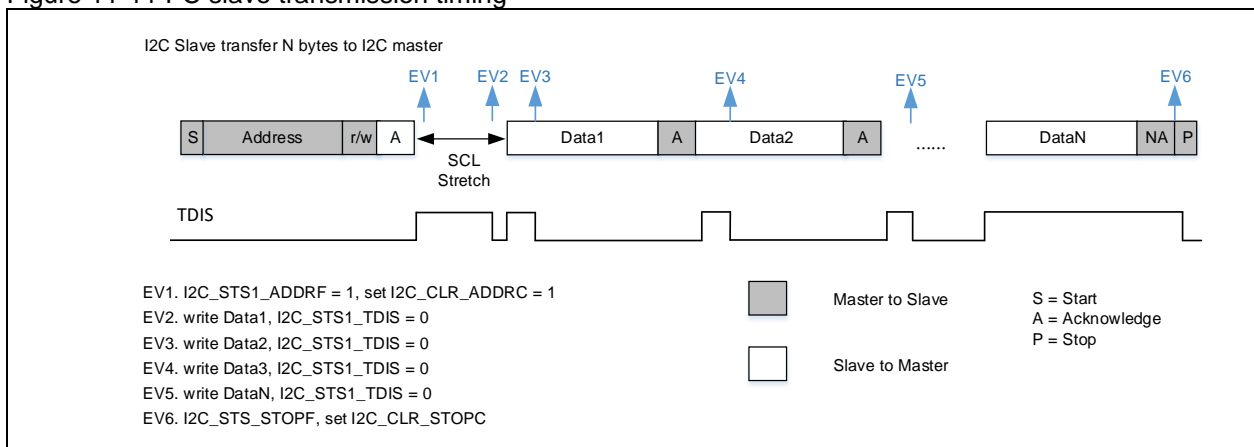 I2C Slave transfer N bytes to I2C master
EV1 EV2 EV3 EV4 EV5 EV6
S Address r/w A Data1 A Data2 A ...... DataN NA P
SCL
Stretch
TDIS
EV1. I2C_STS1_ADDRF = 1, set I2C_CLR_ADDRC = 1
EV2. write Data1, I2C_STS1_TDIS = 0
EV3. write Data2, I2C_STS1_TDIS = 0
EV4. write Data3, I2C_STS1_TDIS = 0
EV5. write DataN, I2C_STS1_TDIS = 0
EV6. I2C_STS_STOPF, set I2C_CLR_STOPC
Master to Slave
Slave to Master
S = Start
A = Acknowledge
P = Stop